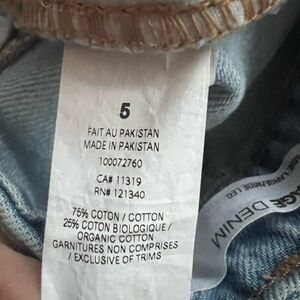 5
FAIT AU PAKISTAN
MADE IN PAKISTAN
100072760
CA# 11319
RN# 121340
75% COTON / COTTON
25% COTON BIOLOGIQUE /
ORGANIC COTTON
GARNITURES NON COMPRISES
/ EXCLUSIVE OF TRIMS
DENIM